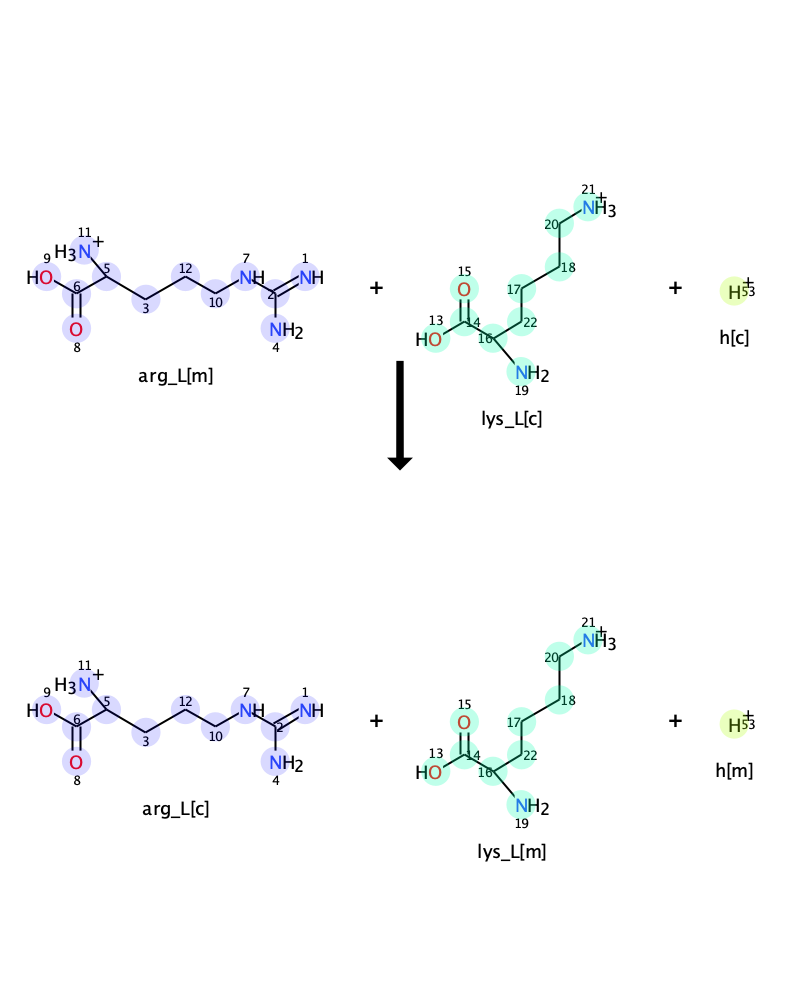 21
NH3+
20
11
H3N+
9
5
12
7
1
15
18
HO
6
NH
NH
O
17
H+ 53
2
3
10
+
+
13
14
22
h[c]
O
NH2
HO
16
8
4
NH2
arg_L[m]
19
lys_L[c]
21
NH3+
20
11
H3N+
9
5
12
7
1
15
18
HO
6
NH
NH
O
17
H+ 53
2
3
10
+
+
13
14
22
O
NH2
HO
16
h[m]
8
4
NH2
arg_L[c]
19
lys_L[m]